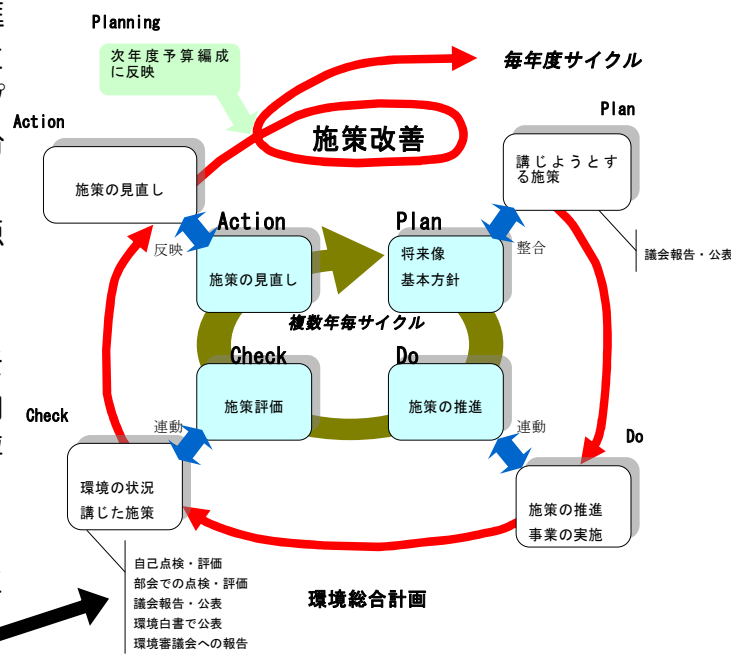 Planning
次年度予算編成
に反映
毎年度サイクル
Action
施策改善
Plan
施策の見直し
講じようとす
る施策
Action
Plan
反映
整合
議会報告・公表
施策の見直し
将来像
基本方針
複数年毎サイクル
Check
Do
施策評価
施策の推進
Check
連動
連動
Do
環境の状況
講じた施策
施策の推進
事業の実施
自己点検・評価
部会での点検・評価
議会報告・公表
環境白書で公表
環境審議会への報告
環境総合計画